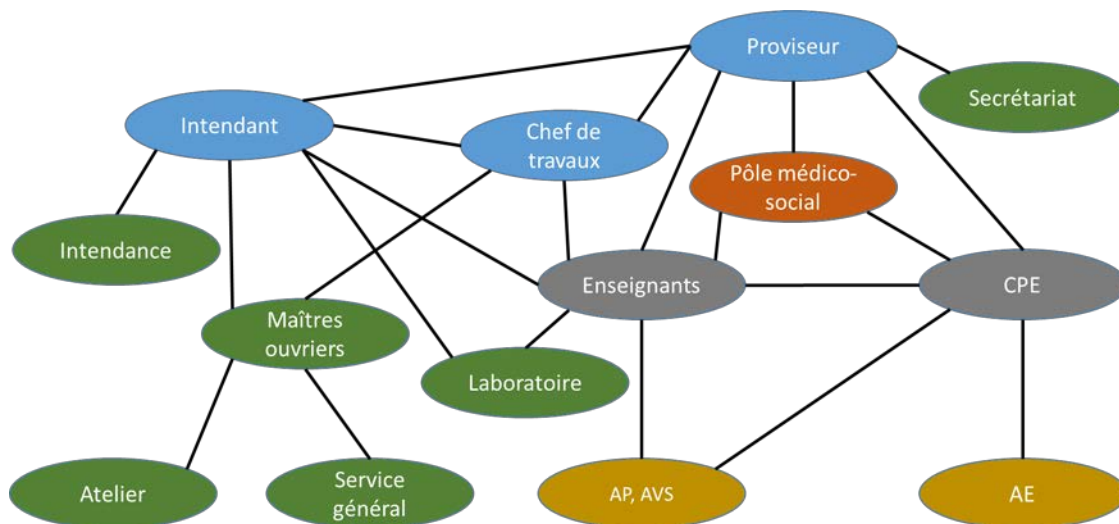 Proviseur
Secrétariat
Intendant
Chef de
travaux
Pôle médico-
social
Intendance
Enseignants
CPE
Maîtres
ouvriers
Laboratoire
Atelier
Service
général
AP, AVS
AE